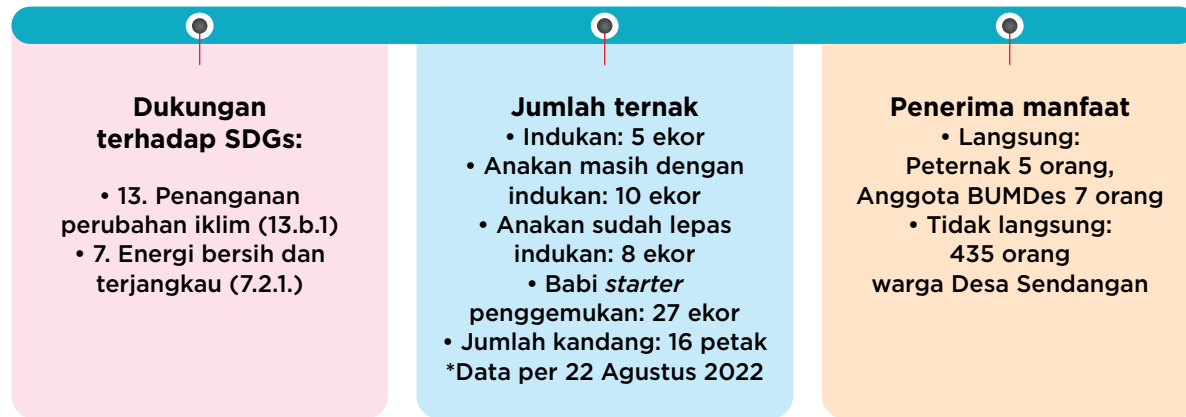 Dukungan
terhadap SDGs:
• 13. Penanganan
perubahan iklim (13.b.1)
• 7. Energi bersih dan
terjangkau (7.2.1.)
Jumlah ternak
• Indukan: 5 ekor
• Anakan masih dengan
indukan: 10 ekor
• Anakan sudah lepas
indukan: 8 ekor
• Babi starter
penggemukan: 27 ekor
• Jumlah kandang: 16 petak
*Data per 22 Agustus 2022
Penerima manfaat
• Langsung:
Peternak 5 orang,
Anggota BUMDes 7 orang
• Tidak langsung:
435 orang
warga Desa Sendangan